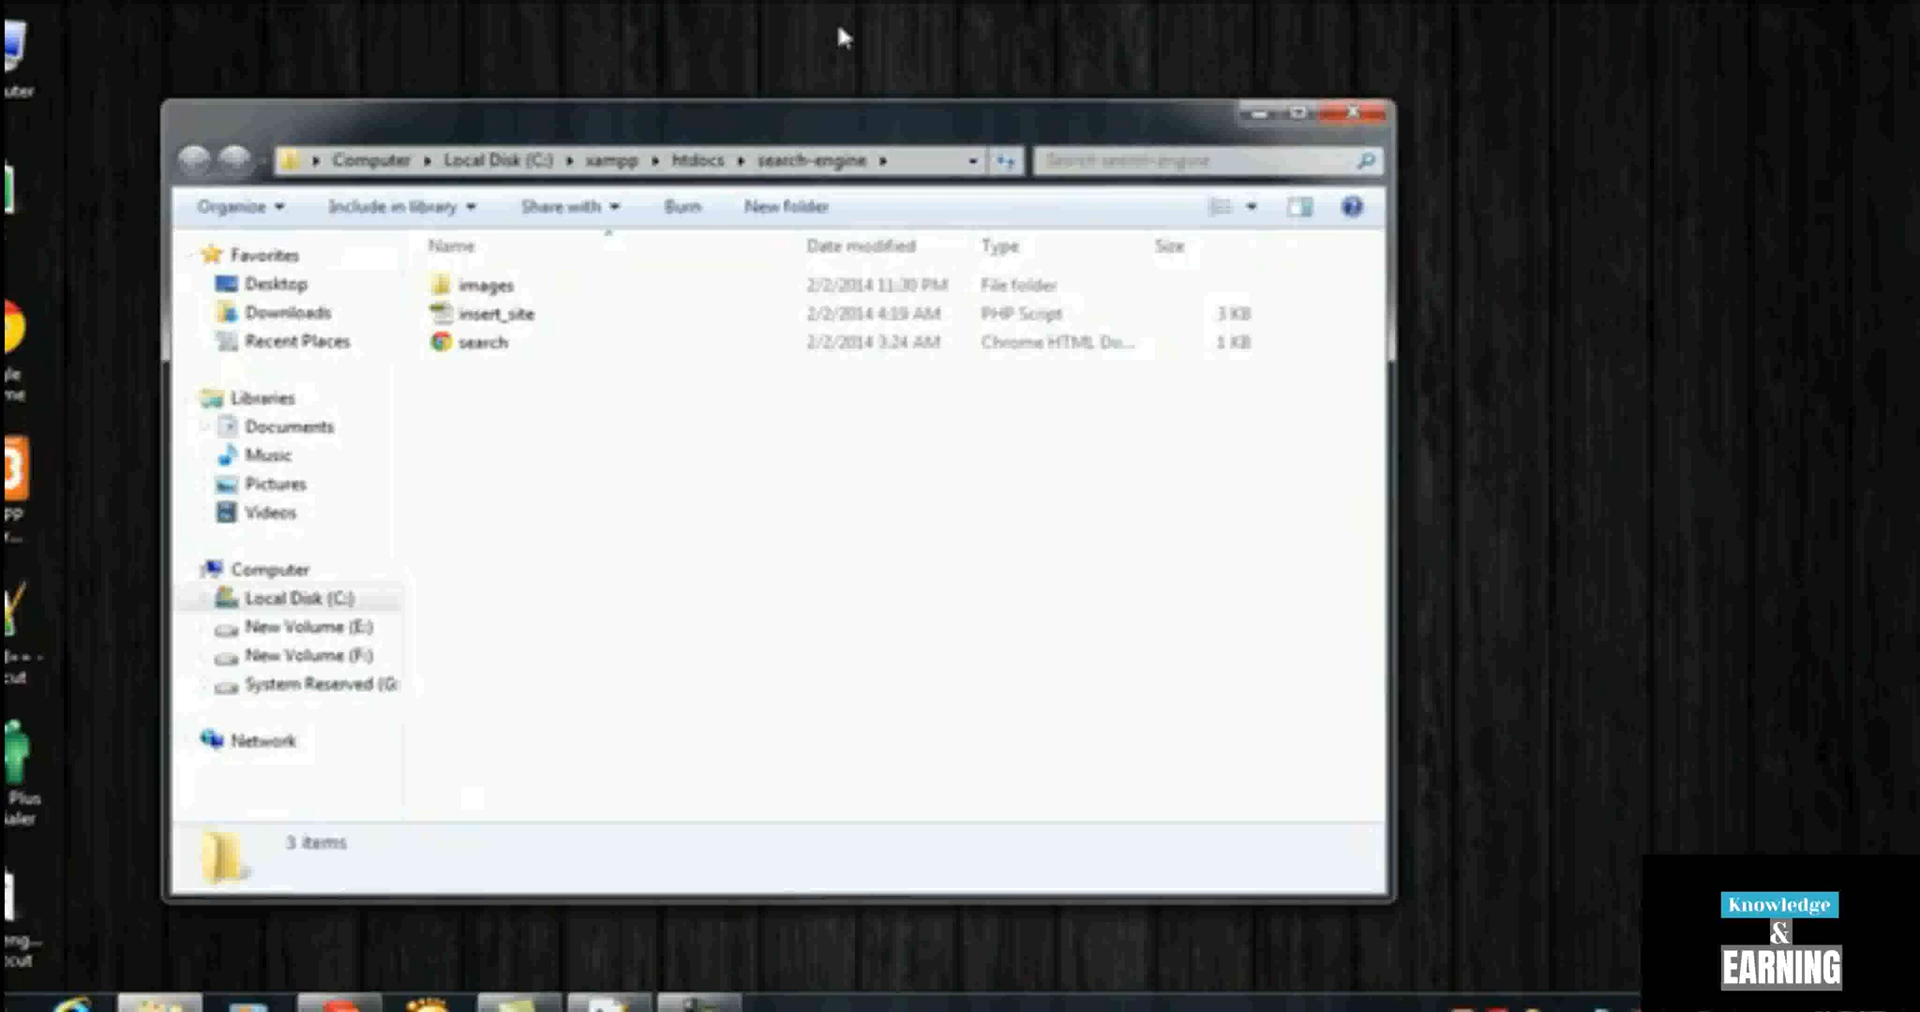 Computer Local Disk (C:) xampp htdocs search-engine
Search search-engine
Organize Include in library Share with Burn New folder
Name Date modified Type Size
images 2/2/2014 11:30 PM File folder
insert_site 2/2/2014 4:19 AM PHP Script 3 KB
search 2/2/2014 3:24 AM Chrome HTML Do... 1 KB
Favorites
Desktop
Downloads
Recent Places
Libraries
Documents
Music
Pictures
Videos
Computer
Local Disk (C:)
New Volume (E:)
New Volume (F:)
System Reserved (G:
Network
3 items
uter
Plus
cut
Knowledge
&
EARNING